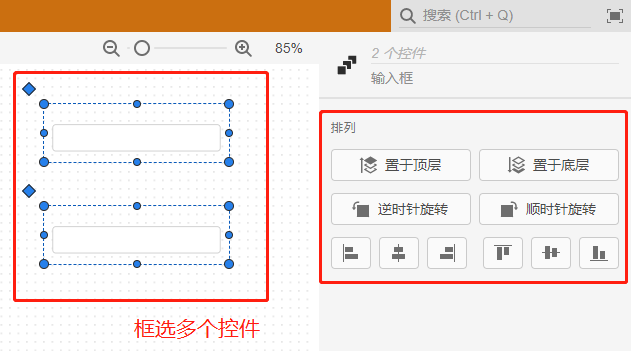 搜索 (Ctrl + Q)
85%
2 个控件
输入框
排列
置于顶层
置于底层
逆时针旋转
顺时针旋转
框选多个控件